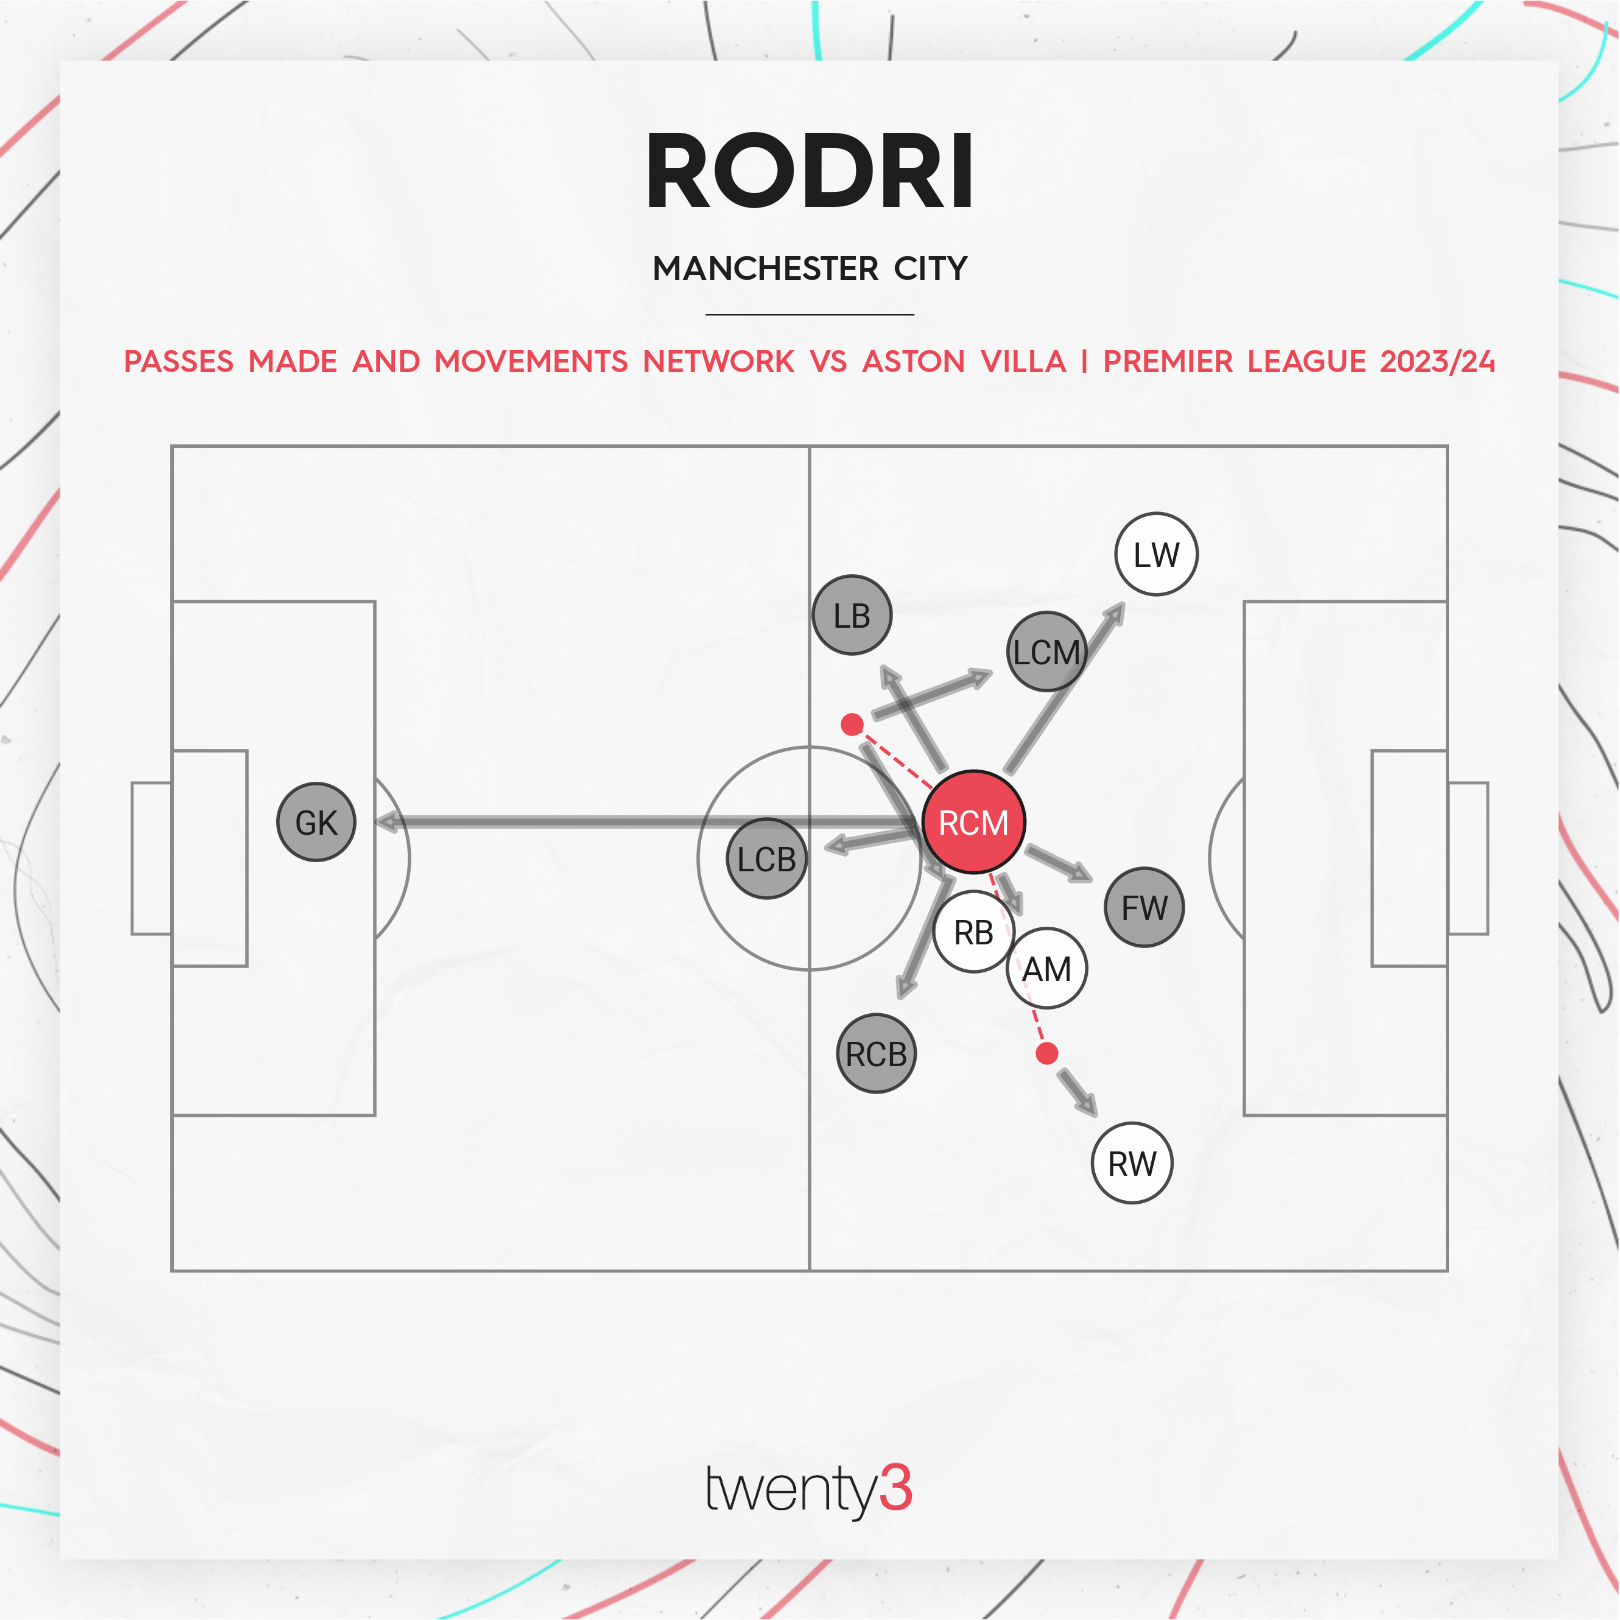 RODRI
MANCHESTER CITY
PASSES MADE AND MOVEMENTS NETWORK VS ASTON VILLA | PREMIER LEAGUE 2023/24
LW
LB
LCM
GK
RCM
LCB
FW
RB
AM
RCB
RW
twenty3